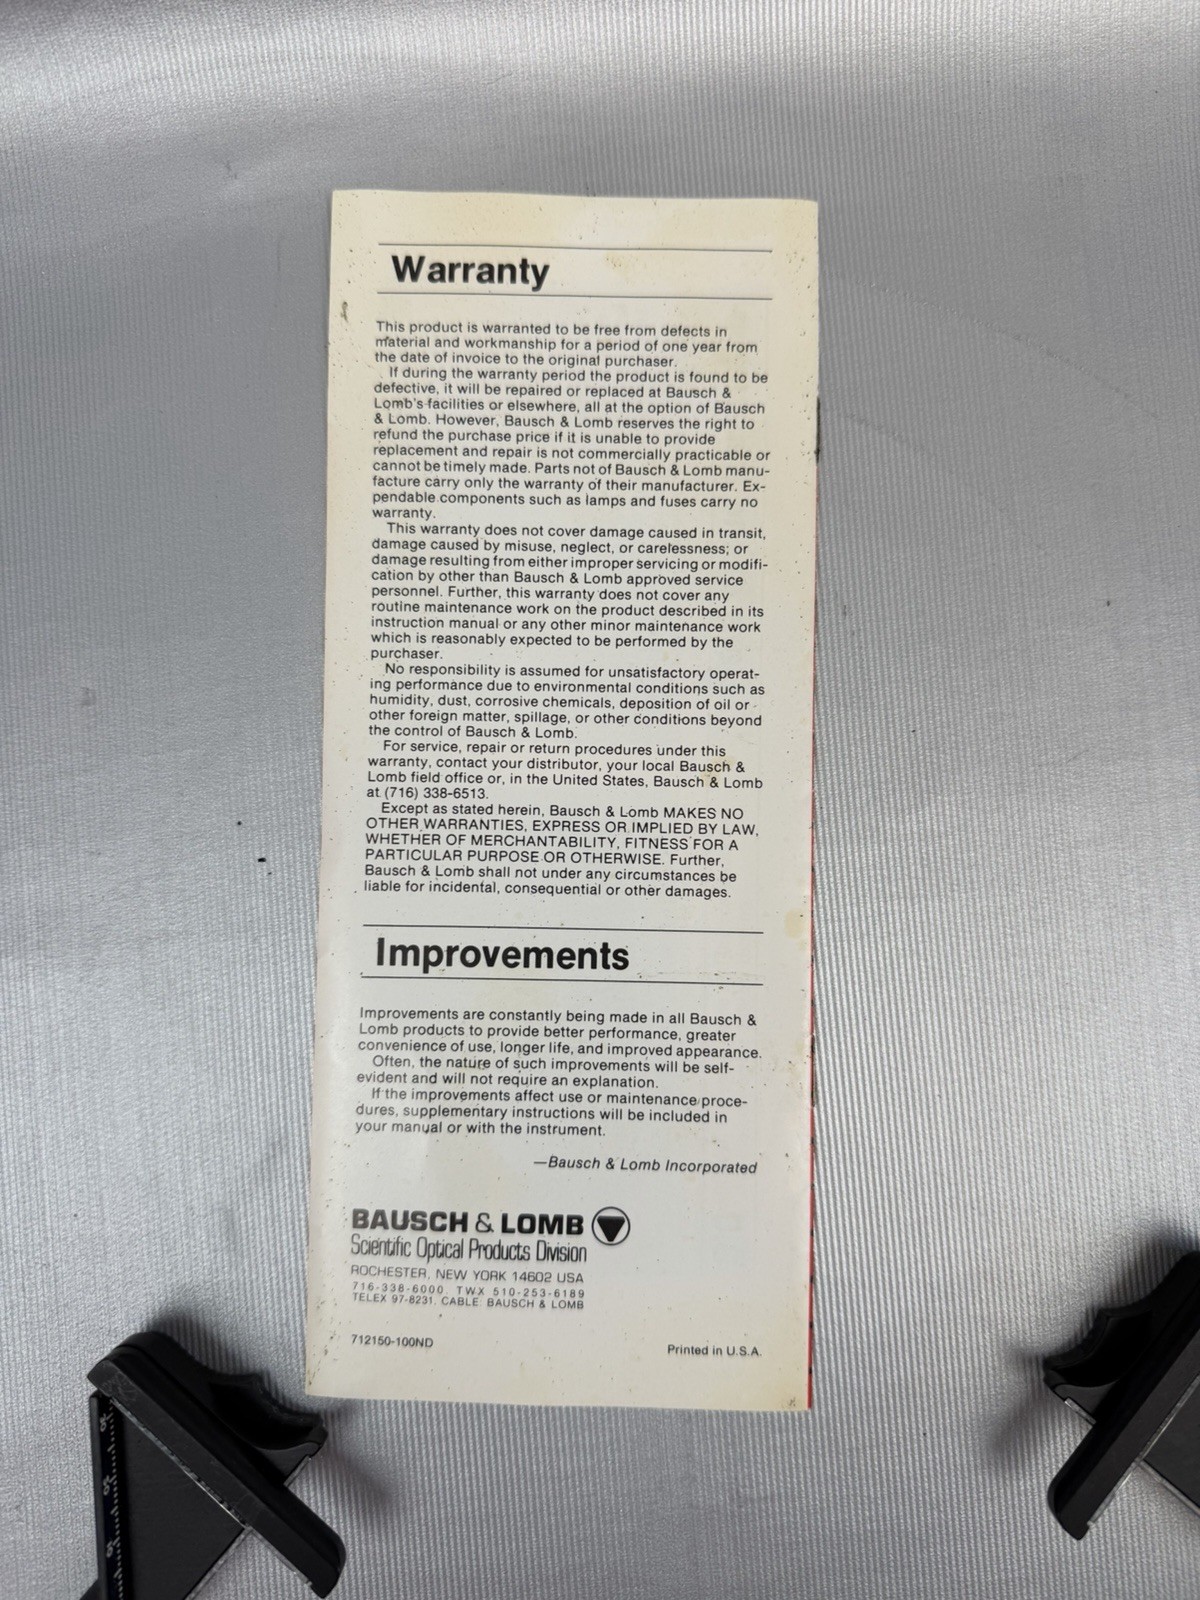 Warranty
This product is warranted to be free from defects in
material and workmanship for a period of one year from
the date of invoice to the original purchaser.
If during the warranty period the product is found to be
defective, it will be repaired or replaced at Bausch &
Lomb's facilities or elsewhere, all at the option of Bausch
& Lomb. However, Bausch & Lomb reserves the right to
refund the purchase price if it is unable to provide
replacement and repair is not commercially practicable or
cannot be timely made. Parts not of Bausch & Lomb manu-
facture carry only the warranty of their manufacturer. Ex-
pendable components such as lamps and fuses carry no
warranty.
This warranty does not cover damage caused in transit,
damage caused by misuse, neglect, or carelessness; or
damage resulting from either improper servicing or modifi-
cation by other than Bausch & Lomb approved service
personnel. Further, this warranty does not cover any
routine maintenance work on the product described in its
instruction manual or any other minor maintenance work
which is reasonably expected to be performed by the
purchaser.
No responsibility is assumed for unsatisfactory operat-
ing performance due to environmental conditions such as
humidity, dust, corrosive chemicals, deposition of oil or
other foreign matter, spillage, or other conditions beyond
the control of Bausch & Lomb.
For service, repair or return procedures under this
warranty, contact your distributor, your local Bausch &
Lomb field office or, in the United States, Bausch & Lomb
at (716) 338-6513.
Except as stated herein, Bausch & Lomb MAKES NO
OTHER WARRANTIES, EXPRESS OR IMPLIED BY LAW,
WHETHER OF MERCHANTABILITY, FITNESS FOR A
PARTICULAR PURPOSE OR OTHERWISE. Further,
Bausch & Lomb shall not under any circumstances be
liable for incidental, consequential or other damages.
Improvements
Improvements are constantly being made in all Bausch &
Lomb products to provide better performance, greater
convenience of use, longer life, and improved appearance.
Often, the nature of such improvements will be self-
evident and will not require an explanation.
If the improvements affect use or maintenance proce-
dures, supplementary instructions will be included in
your manual or with the instrument.
—Bausch & Lomb Incorporated
BAUSCH & LOMB
Scientific Optical Products Division
ROCHESTER, NEW YORK 14602 USA
716-338-6000 TWX 510-253-6189
TELEX 97-8231 CABLE: BAUSCH & LOMB
712150-100ND
Printed in U.S.A.